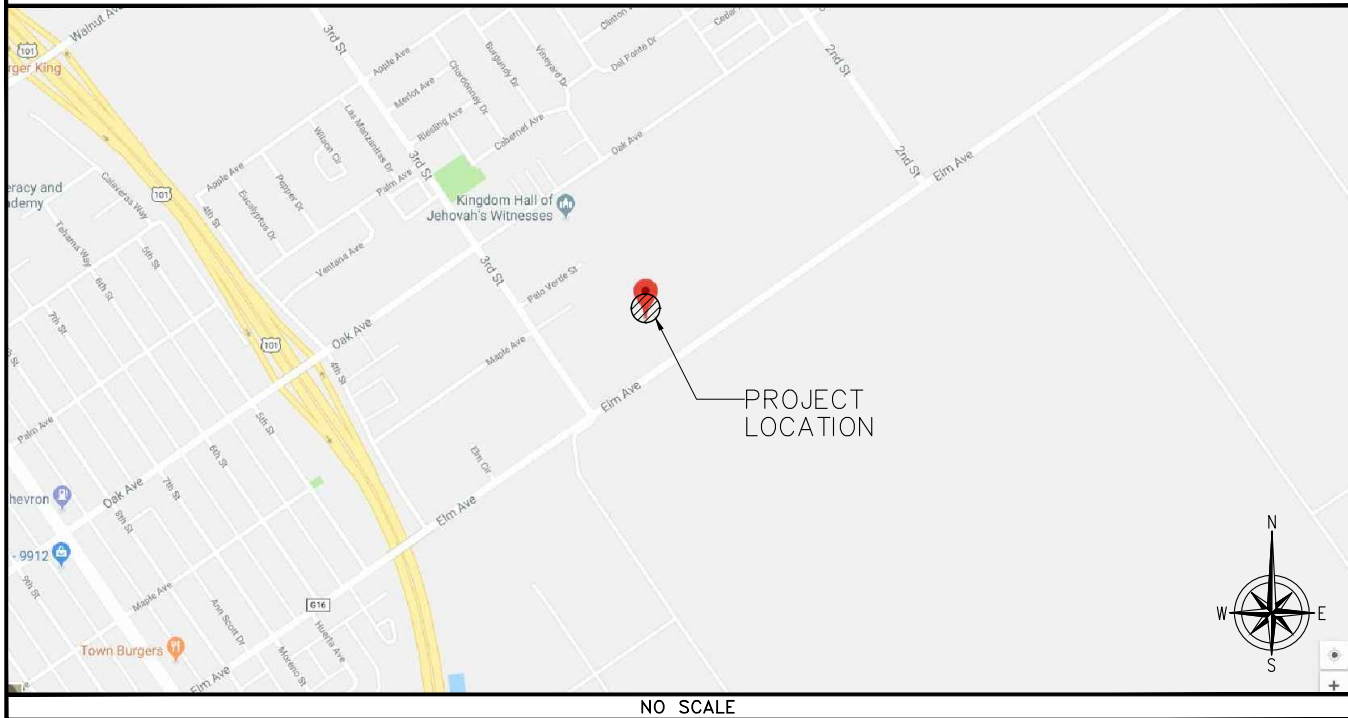 Walnut Ave
101
rger King
3rd St
Apple Ave
Merlot Ave
Chardonnay Dr
Burgundy Dr
Vineyard Dr
Clinton
Del Ponte Dr
Cedar
2nd St
2nd St
Elm Ave
Riesling Ave
Cabernet Ave
Oak Ave
Las Manzanitas Dr
Wilson Cir
3rd St
Palm Ave
Apple Ave
Pepper Dr
Eucalyptus Dr
4th St
101
Calaveras Way
eracy and
ademy
Tehama Way
5th St
6th St
7th St
Ventana Ave
Kingdom Hall of
Jehovah's Witnesses
3rd St
Palo Verde St
Maple Ave
Oak Ave
101
4th St
Elm Ave
PROJECT
LOCATION
Palm Ave
5th St
6th St
7th St
8th St
9th St
Oak Ave
Elm Cir
Elm Ave
hevron
- 9912
Maple Ave
Ann Scott Dr
G16
Huerta Ave
Moreno St
Town Burgers
Elm Ave
N
W
E
S
+
NO SCALE